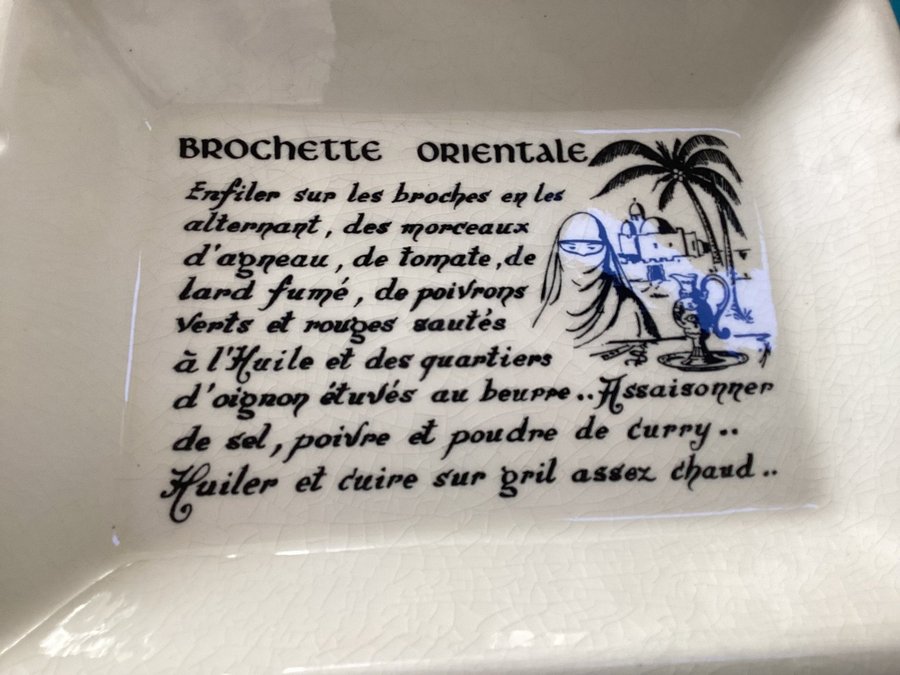 BROCHETTE ORIENTALE
Enfiler sur les broches en les
alternant, des morceaux
d'agneau, de tomate, de
lard fumé, de poivrons
verts et rouges sautés
à l'Huile et des quartiers
d'oignon étuvés au beurre.. Assaisonner
de sel, poivre et poudre de curry..
Huiler et cuire sur gril assez chaud..